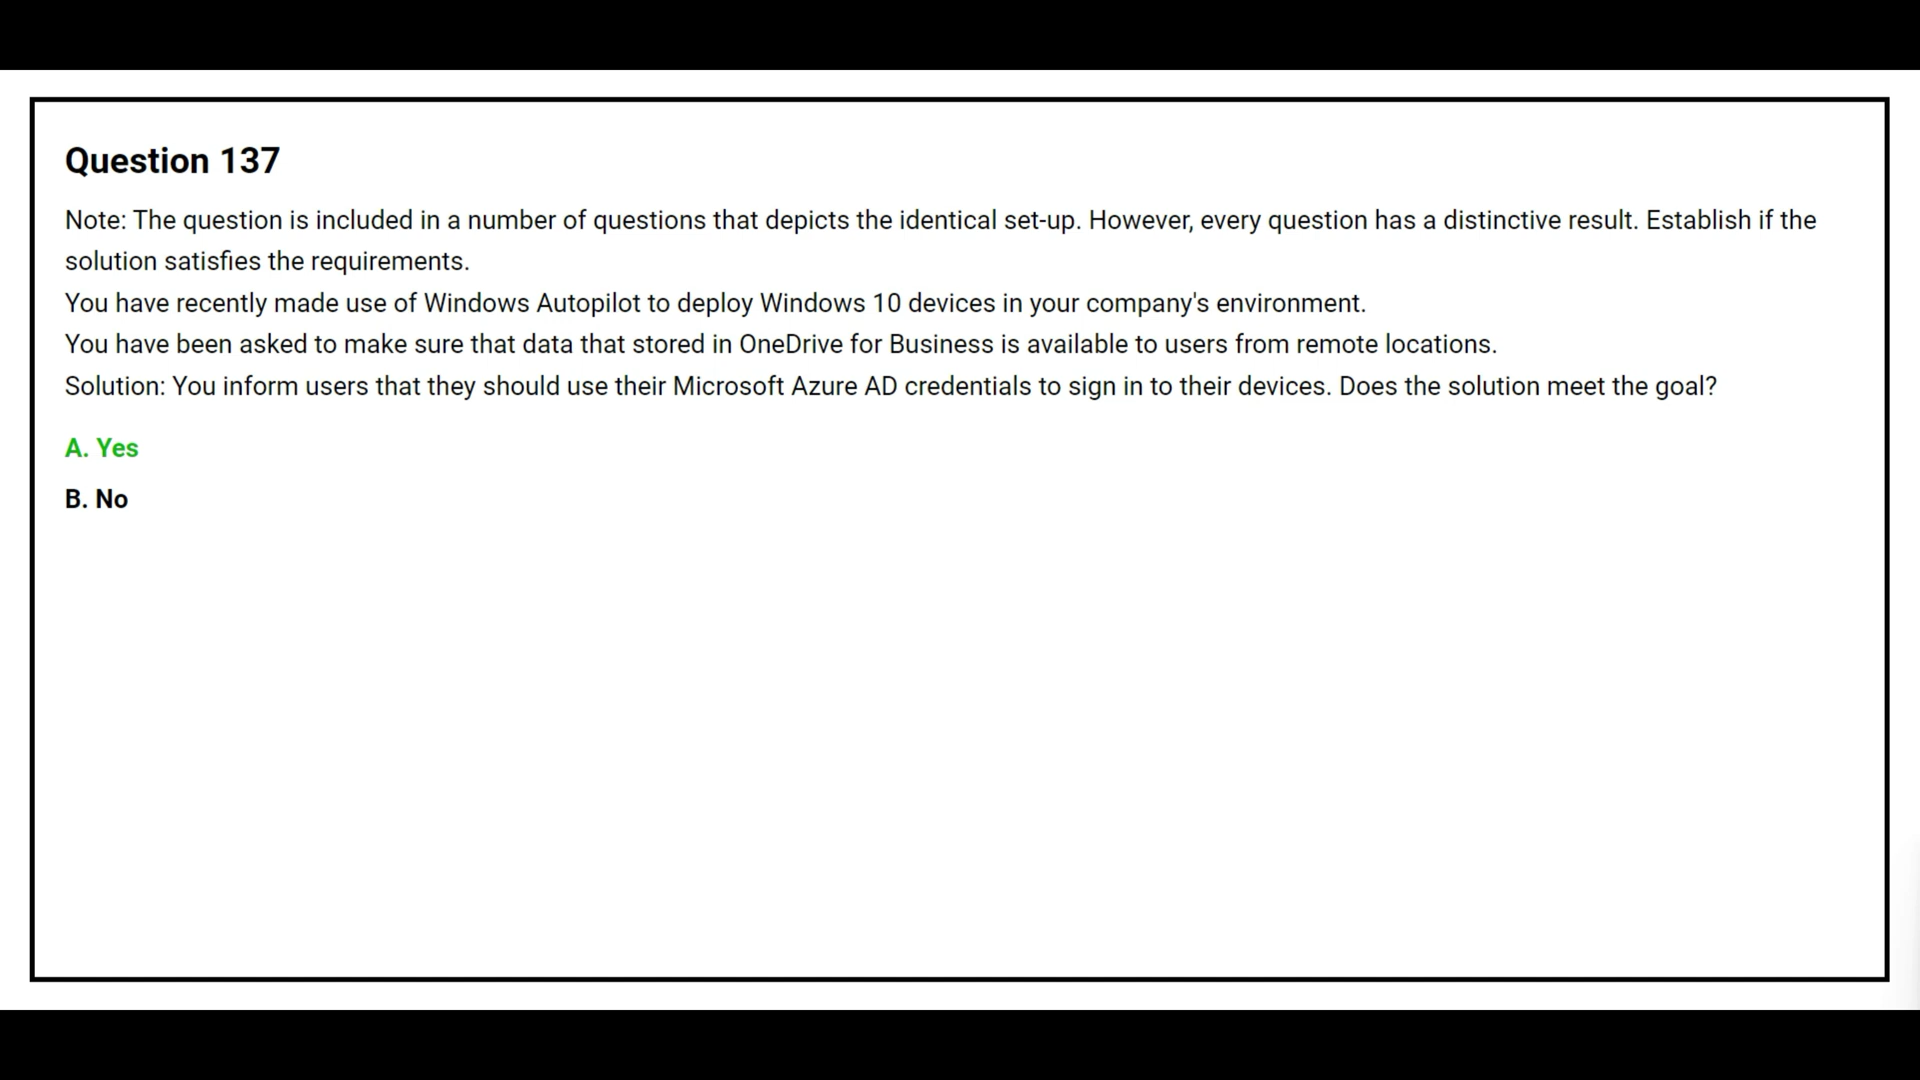 Question 137
Note: The question is included in a number of questions that depicts the identical set-up. However, every question has a distinctive result. Establish if the
solution satisfies the requirements.
You have recently made use of Windows Autopilot to deploy Windows 10 devices in your company's environment.
You have been asked to make sure that data that stored in OneDrive for Business is available to users from remote locations.
Solution: You inform users that they should use their Microsoft Azure AD credentials to sign in to their devices. Does the solution meet the goal?
A. Yes
B. No